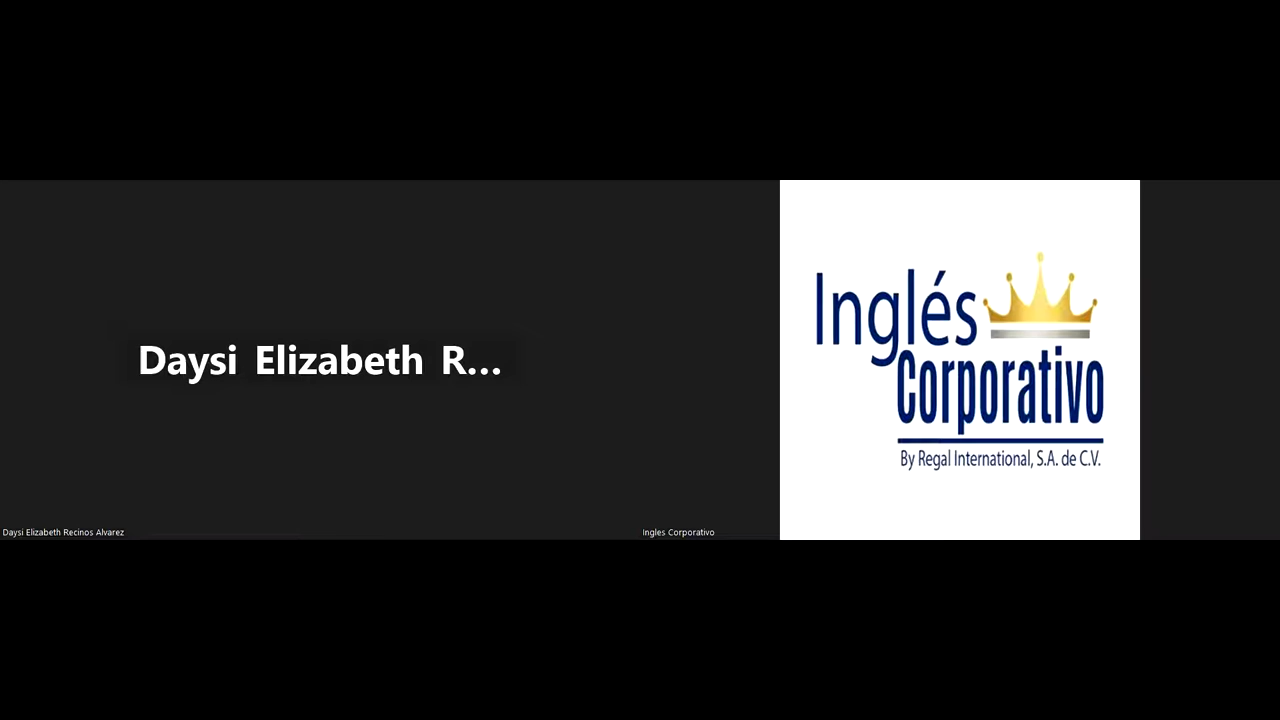 Daysi Elizabeth R...
Daysi Elizabeth Recinos Alvarez
Inglés
Corporativo
By Regal International, S.A. de C.V.
Ingles Corporativo